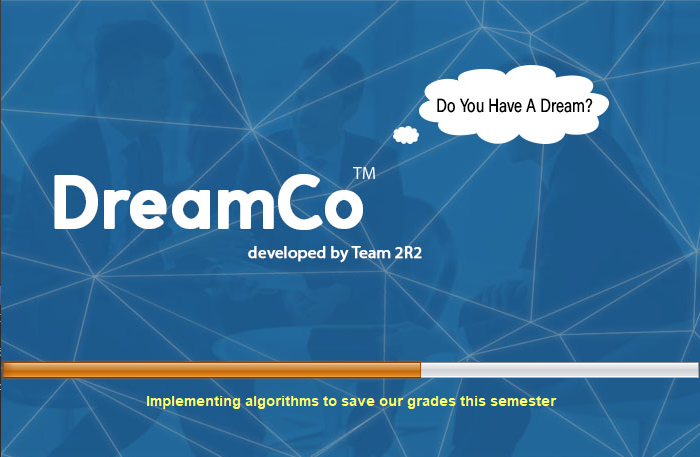 Do You Have A Dream?
DreamCo™
developed by Team 2R2
Implementing algorithms to save our grades this semester